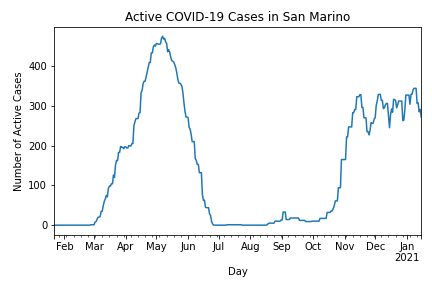 Active COVID-19 Cases in San Marino
Number of Active Cases
400
300
200
100
0
Feb Mar Apr May Jun Jul Aug Sep Oct Nov Dec Jan
2021
Day